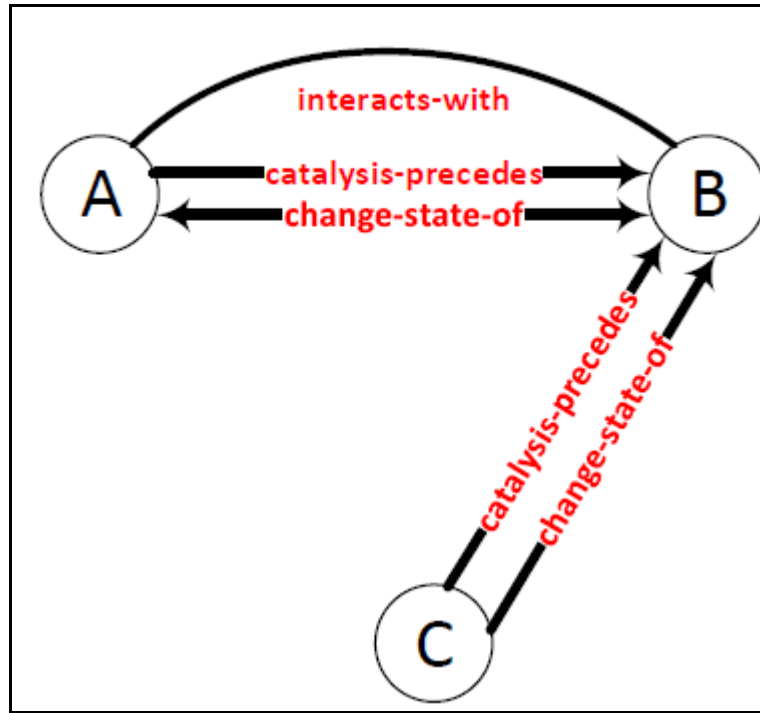 interacts-with
A
catalysis-precedes
B
change-state-of
catalysis-precedes
change-state-of
C